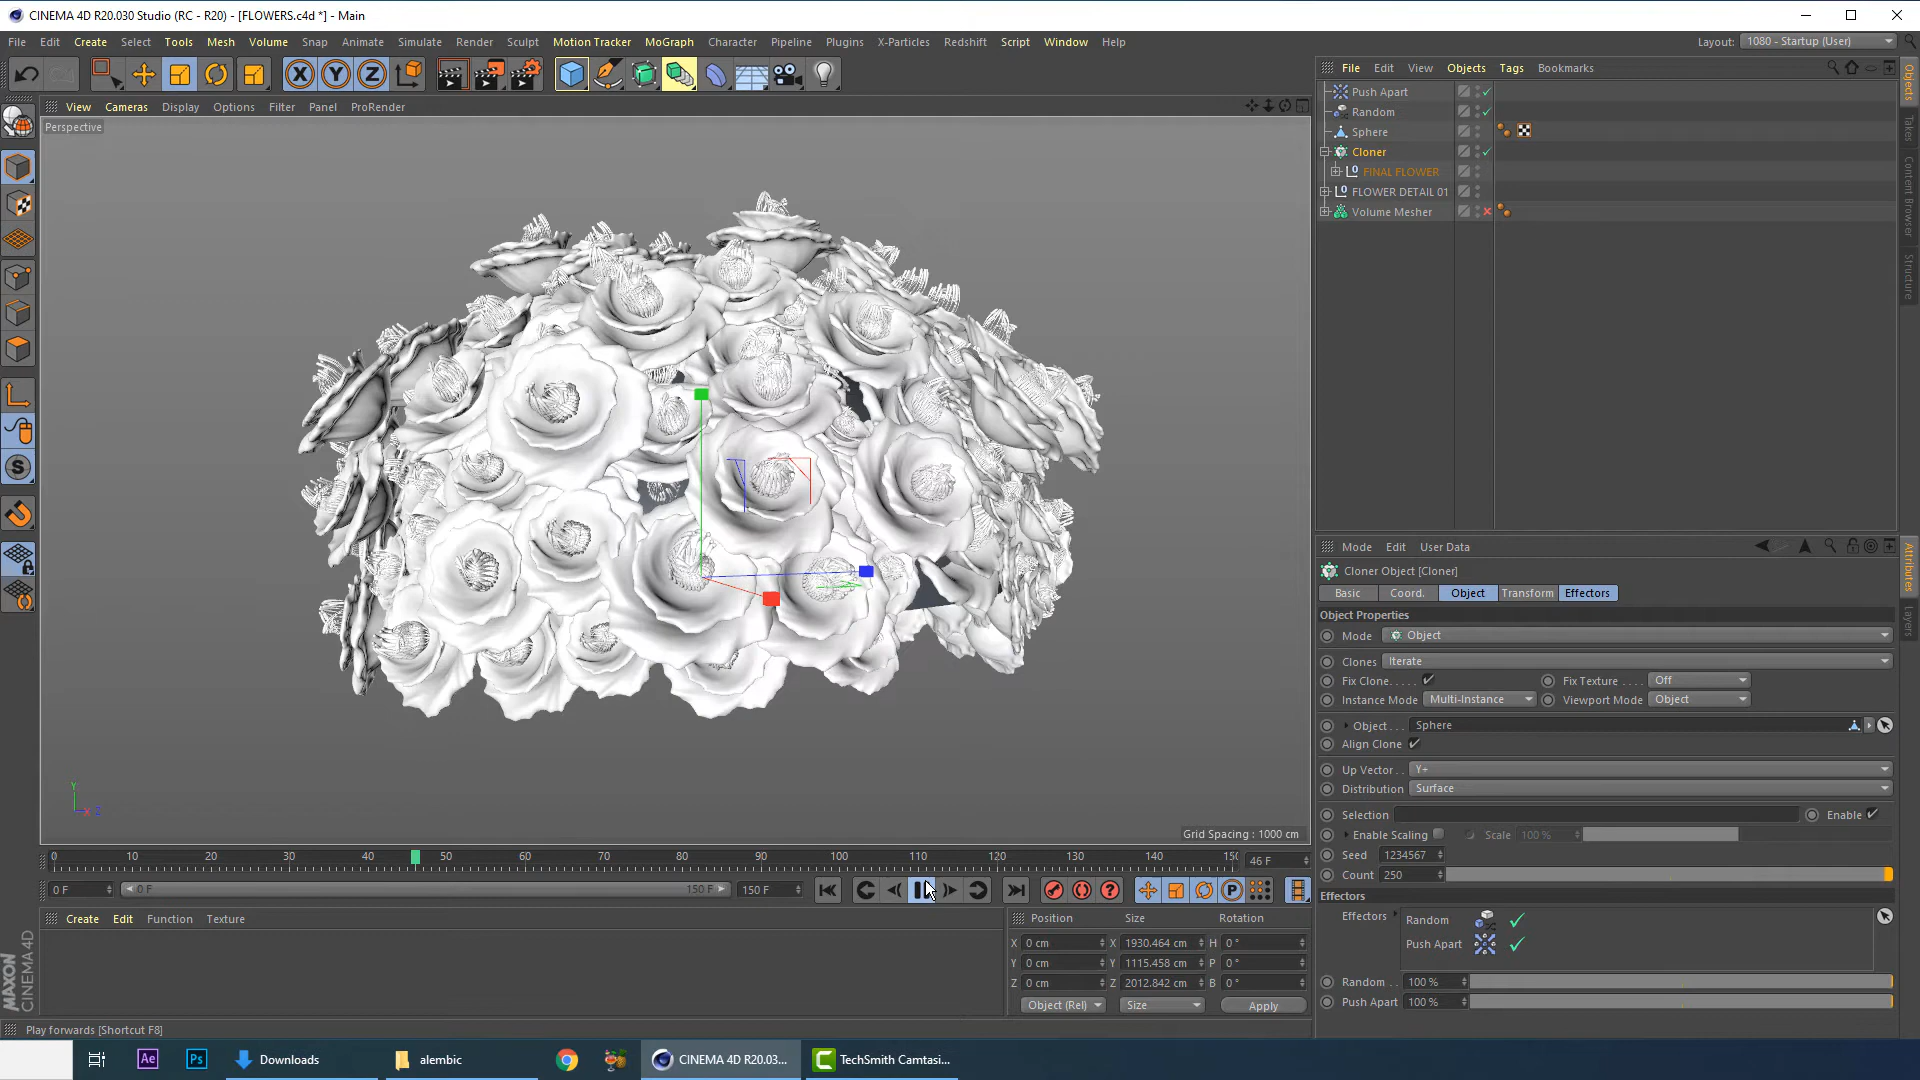 CINEMA 4D R20.030 Studio (RC - R20) - [FLOWERS.c4d *] - Main
File Edit Create Select Tools Mesh Volume Snap Animate Simulate Render Sculpt Motion Tracker MoGraph Character Pipeline Plugins X-Particles Redshift Script Window Help
Layout: 1080 - Startup (User)
View Cameras Display Options Filter Panel ProRender
Perspective
File Edit View Objects Tags Bookmarks
Push Apart
Random
Sphere
Cloner
FINAL FLOWER
FLOWER DETAIL 01
Volume Mesher
Objects
Takes
Content Browser
Structure
Mode Edit User Data
Cloner Object [Cloner]
Basic Coord. Object Transform Effectors
Object Properties
Mode Object
Clones Iterate
Fix Clone..... Fix Texture .... Off
Instance Mode Multi-Instance Viewport Mode Object
Object... Sphere
Align Clone
Up Vector.. Y+
Distribution Surface
Selection Enable
Enable Scaling Scale 100 %
Seed 1234567
Count 250
Effectors
Effectors Random
Push Apart
Random .. 100 %
Push Apart 100 %
Attributes
Layers
Y
X Z
Grid Spacing : 1000 cm
0 10 20 30 40 50 60 70 80 90 100 110 120 130 140 150 46 F
0 F 0 F 150 F 150 F
Create Edit Function Texture
Position Size Rotation
X 0 cm X 1930.464 cm H 0 °
Y 0 cm Y 1115.458 cm P 0 °
Z 0 cm Z 2012.842 cm B 0 °
Object (Rel) Size Apply
MAXON
CINEMA 4D
Play forwards [Shortcut F8]
Ae Ps Downloads alembic CINEMA 4D R20.03... TechSmith Camtasi...